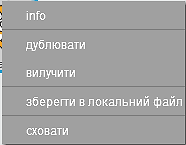 info
дублювати
вилучити
зберегти в локальний файл
сховати